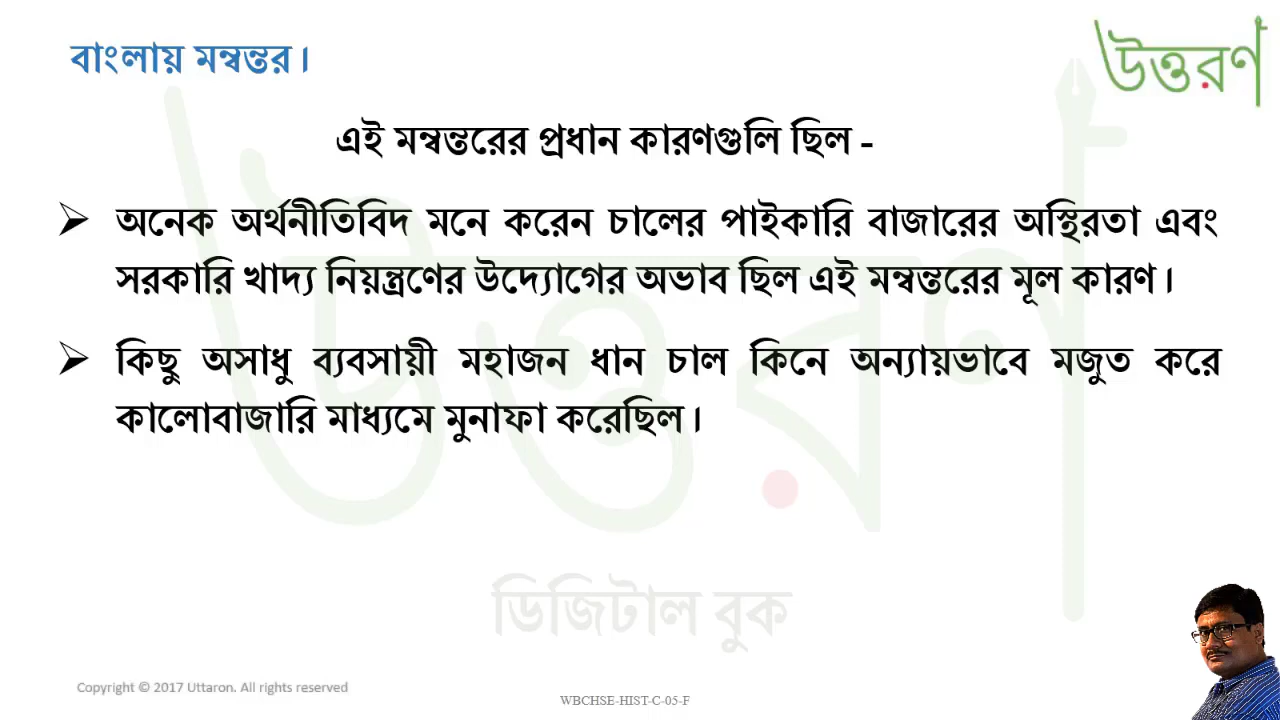 বাংলায় মন্বন্তর।
উত্তরণ
এই মন্বন্তরের প্রধান কারণগুলি ছিল -
অনেক অর্থনীতিবিদ মনে করেন চালের পাইকারি বাজারের অস্থিরতা এবং
সরকারি খাদ্য নিয়ন্ত্রণের উদ্যোগের অভাব ছিল এই মন্বন্তরের মূল কারণ।
কিছু অসাধু ব্যবসায়ী মহাজন ধান চাল কিনে অন্যায়ভাবে মজুত করে
কালোবাজারি মাধ্যমে মুনাফা করেছিল।
উত্তরণ
ডিজিটাল বুক
Copyright © 2017 Uttaron. All rights reserved
WBCHSE-HIST-C-05-F